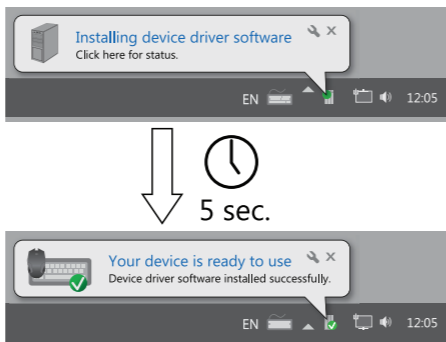 Installing device driver software
Click here for status.
EN 12:05
5 sec.
Your device is ready to use
Device driver software installed successfully.
EN 12:05